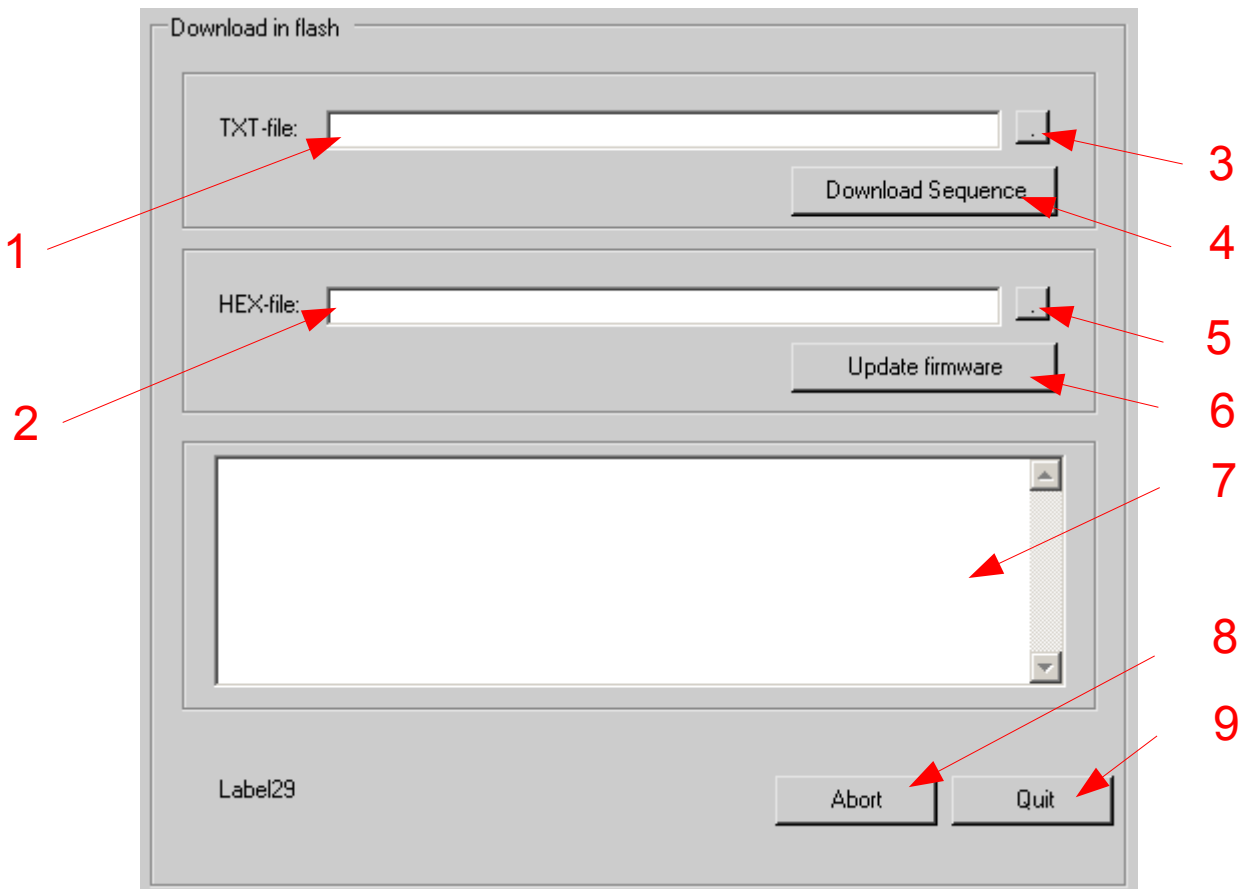 Download in flash
TXT-file: .
3
Download Sequence
4
1
HEX-file: .
5
Update firmware
6
2
7
8
9
Label29
Abort Quit